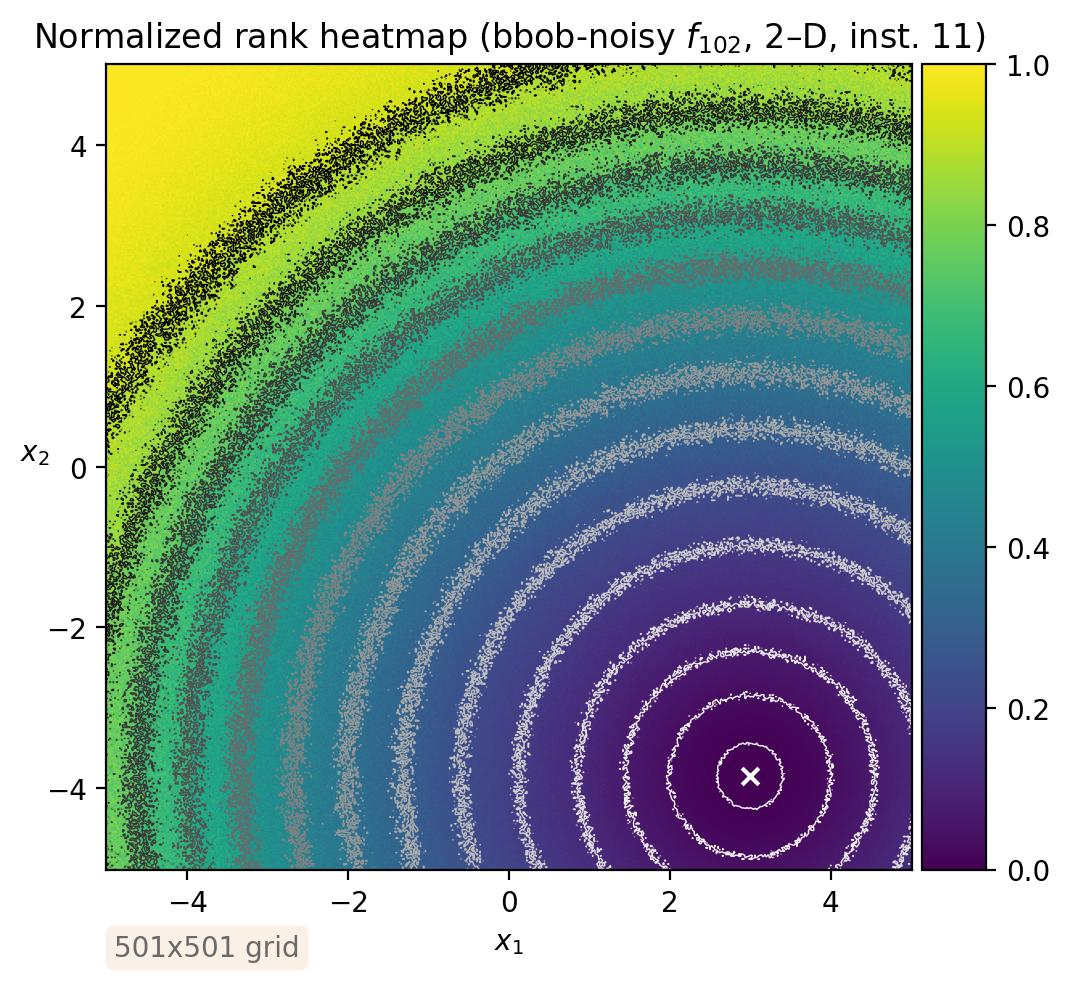 Normalized rank heatmap (bbob-noisy f₁₀₂, 2–D, inst. 11)
1.0
0.8
0.6
0.4
0.2
0.0
4
2
0
−2
−4
x₂
−4 −2 0 2 4
x₁
501x501 grid